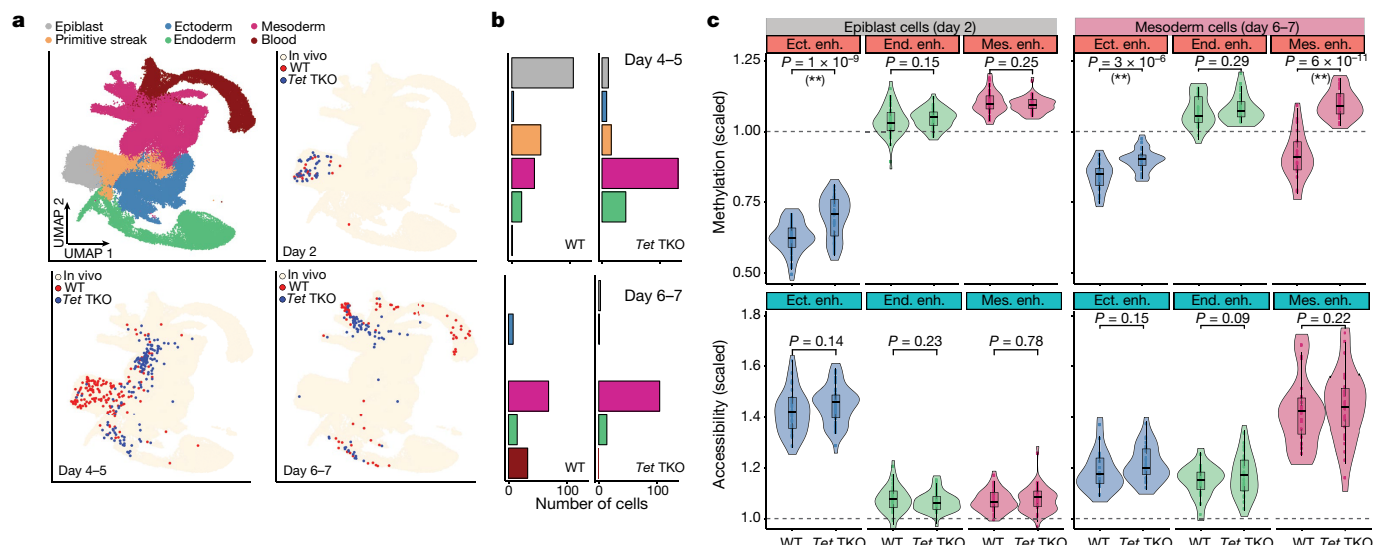 a
Epiblast
Ectoderm
Mesoderm
Primitive streak
Endoderm
Blood
UMAP 2
UMAP 1
In vivo
WT
Tet TKO
Day 2
In vivo
WT
Tet TKO
Day 4–5
In vivo
WT
Tet TKO
Day 6–7
b
Day 4–5
WT
Tet TKO
Day 6–7
WT
Tet TKO
0
100
0
100
Number of cells
c
Epiblast cells (day 2)
Mesoderm cells (day 6–7)
Ect. enh.
End. enh.
Mes. enh.
Ect. enh.
End. enh.
Mes. enh.
P = 1 × 10⁻⁹
(**)
P = 0.15
P = 0.25
P = 3 × 10⁻⁶
(**)
P = 0.29
P = 6 × 10⁻¹¹
(**)
Methylation (scaled)
1.25
1.00
0.75
0.50
Ect. enh.
End. enh.
Mes. enh.
Ect. enh.
End. enh.
Mes. enh.
P = 0.14
P = 0.23
P = 0.78
P = 0.15
P = 0.09
P = 0.22
Accessibility (scaled)
1.8
1.6
1.4
1.2
1.0
WT
Tet TKO
WT
Tet TKO
WT
Tet TKO
WT
Tet TKO
WT
Tet TKO
WT
Tet TKO